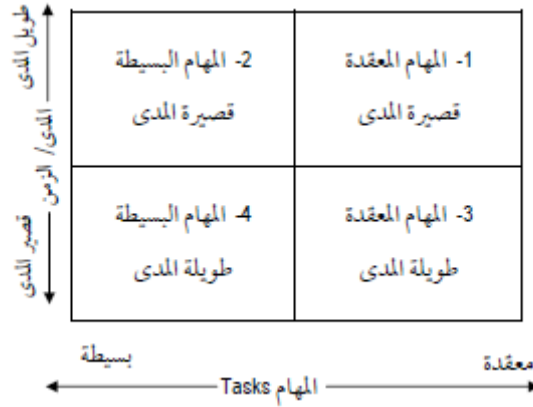 طويل المدى
المدى/ الزمن
قصير المدى
1- المهام المعقدة
قصيرة المدى
2- المهام البسيطة
قصيرة المدى
3- المهام المعقدة
طويلة المدى
4- المهام البسيطة
طويلة المدى
معقدة
بسيطة
المهام Tasks